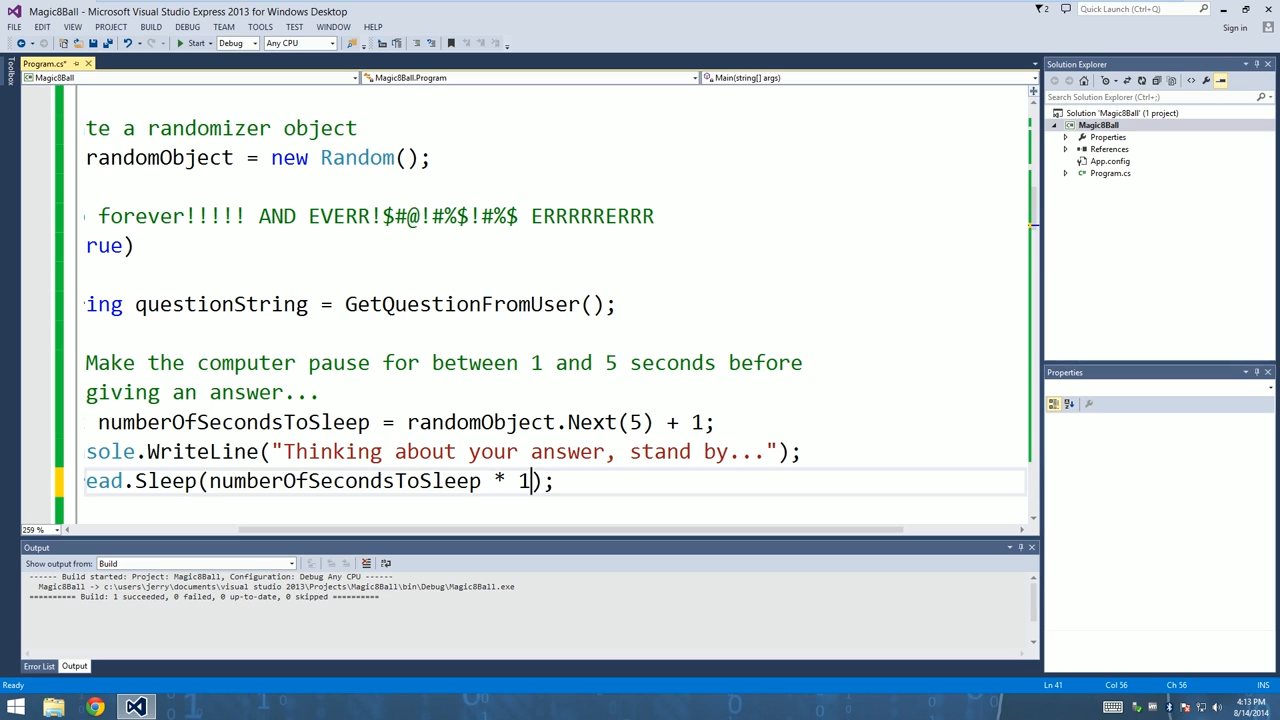 Magic8Ball - Microsoft Visual Studio Express 2013 for Windows Desktop
2
Quick Launch (Ctrl+Q)
FILE EDIT VIEW PROJECT BUILD DEBUG TEAM TOOLS TEST WINDOW HELP
Sign in
Start Debug Any CPU
Toolbox
Program.cs*
Magic8Ball
Magic8Ball.Program
Main(string[] args)
te a randomizer object
randomObject = new Random();
forever!!!!! AND EVERR!$#@!#%$!#%$ ERRRRRERRR
rue)
ing questionString = GetQuestionFromUser();
Make the computer pause for between 1 and 5 seconds before
giving an answer...
numberOfSecondsToSleep = randomObject.Next(5) + 1;
sole.WriteLine("Thinking about your answer, stand by...");
ead.Sleep(numberOfSecondsToSleep * 1);
259 %
Output
Show output from: Build
------ Build started: Project: Magic8Ball, Configuration: Debug Any CPU ------
Magic8Ball -> c:\users\jerry\documents\visual studio 2013\Projects\Magic8Ball\bin\Debug\Magic8Ball.exe
========== Build: 1 succeeded, 0 failed, 0 up-to-date, 0 skipped ==========
Error List Output
Solution Explorer
Search Solution Explorer (Ctrl+;)
Solution 'Magic8Ball' (1 project)
Magic8Ball
Properties
References
App.config
Program.cs
Properties
Ready
Ln 41 Col 56 Ch 56 INS
4:13 PM
8/14/2014